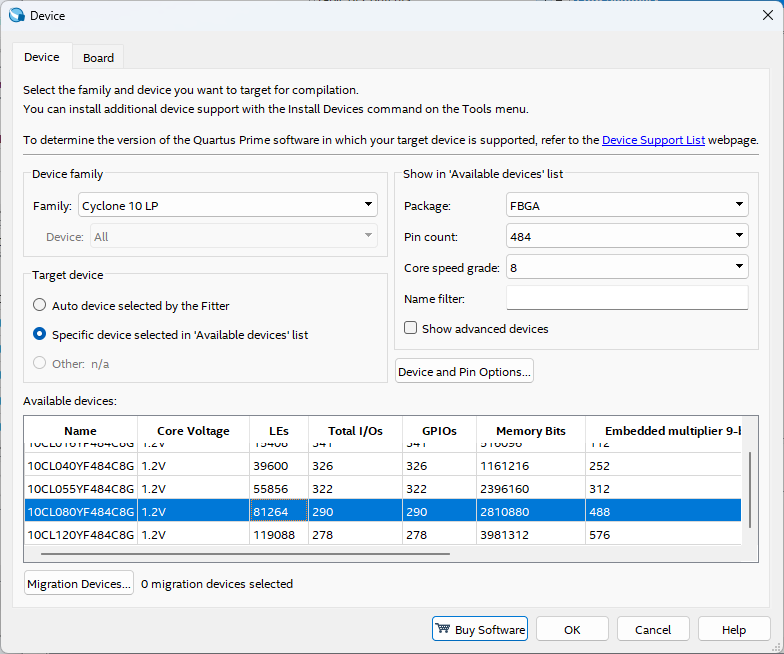 Device
Device Board
Select the family and device you want to target for compilation.
You can install additional device support with the Install Devices command on the Tools menu.
To determine the version of the Quartus Prime software in which your target device is supported, refer to the Device Support List webpage.
Device family
Family: Cyclone 10 LP
Device: All
Target device
Auto device selected by the Fitter
Specific device selected in 'Available devices' list
Other: n/a
Show in 'Available devices' list
Package: FBGA
Pin count: 484
Core speed grade: 8
Name filter:
Show advanced devices
Device and Pin Options...
Available devices:
Name Core Voltage LEs Total I/Os GPIOs Memory Bits Embedded multiplier 9-
10CL016YF484C8G 1.2V 15408 341 341 516096 112
10CL040YF484C8G 1.2V 39600 326 326 1161216 252
10CL055YF484C8G 1.2V 55856 322 322 2396160 312
10CL080YF484C8G 1.2V 81264 290 290 2810880 488
10CL120YF484C8G 1.2V 119088 278 278 3981312 576
Migration Devices... 0 migration devices selected
Buy Software OK Cancel Help